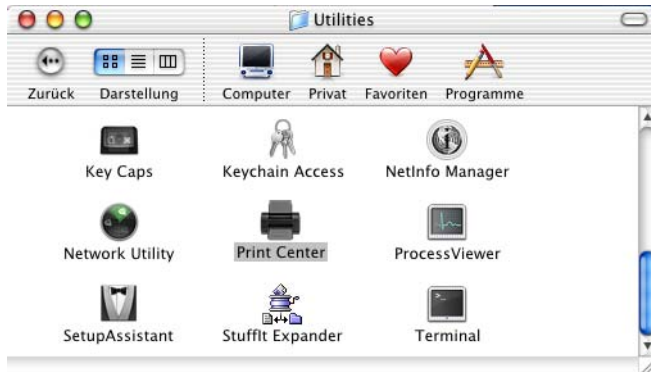 Utilities
Zurück Darstellung Computer Privat Favoriten Programme
Key Caps Keychain Access NetInfo Manager
Network Utility Print Center ProcessViewer
SetupAssistant StuffIt Expander Terminal